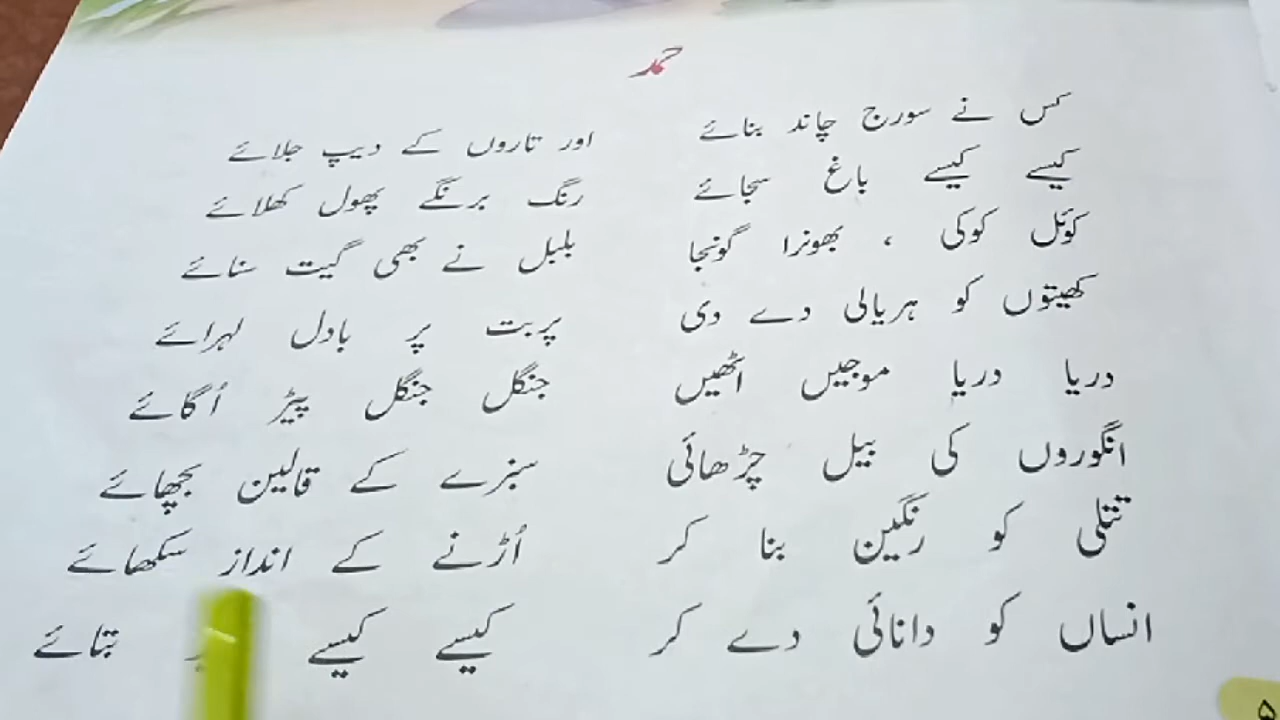 حمد
کس نے سورج چاند بنائے اور تاروں کے دیپ جلائے
کیسے کیسے باغ سجائے رنگ برنگے پھول کھلائے
کوئل کوکی ، بھونرا گونجا بلبل نے بھی گیت سنائے
کھیتوں کو ہریالی دے دی پربت پر بادل لہرائے
دریا دریا موجیں اٹھیں جنگل جنگل پیڑ اُگائے
انگوروں کی بیل چڑھائی سبزے کے قالین بچھائے
تتلی کو رنگین بنا کر اُڑنے کے انداز سکھائے
انساں کو دانائی دے کر کیسے کیسے بتائے
۵